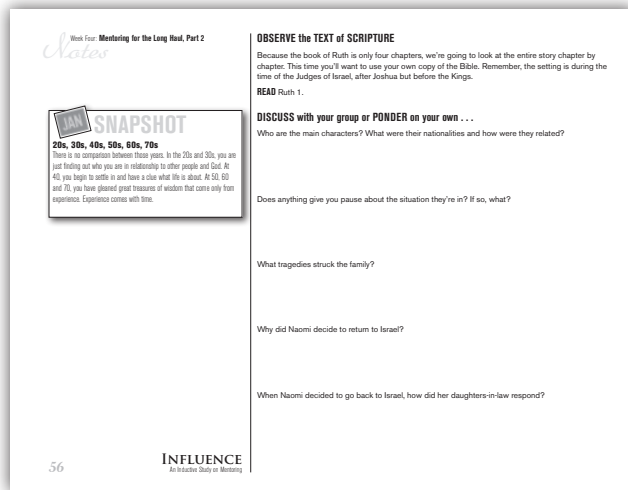 Week Four: Mentoring for the Long Haul, Part 2
Notes
JAN SNAPSHOT
20s, 30s, 40s, 50s, 60s, 70s
There is no comparison between those years. In the 20s and 30s, you are
just finding out who you are in relationship to other people and God. At
40, you begin to settle in and have a clue what life is about. At 50, 60
and 70, you have gleaned great treasures of wisdom that come only from
experience. Experience comes with time.
56
INFLUENCE
An Inductive Study on Mentoring
OBSERVE the TEXT of SCRIPTURE
Because the book of Ruth is only four chapters, we're going to look at the entire story chapter by
chapter. This time you'll want to use your own copy of the Bible. Remember, the setting is during the
time of the Judges of Israel, after Joshua but before the Kings.
READ Ruth 1.
DISCUSS with your group or PONDER on your own . . .
Who are the main characters? What were their nationalities and how were they related?
Does anything give you pause about the situation they're in? If so, what?
What tragedies struck the family?
Why did Naomi decide to return to Israel?
When Naomi decided to go back to Israel, how did her daughters-in-law respond?